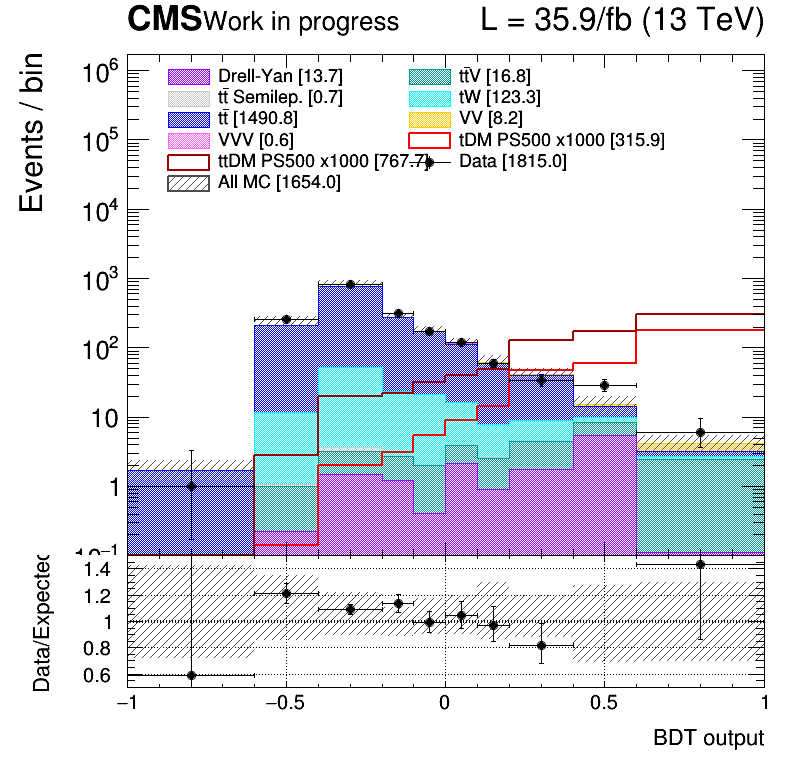 CMS Work in progress L = 35.9/fb (13 TeV)
Events / bin
10⁶
10⁵
10⁴
10³
10²
10
1
10⁻¹
Drell-Yan [13.7]
tt̄V [16.8]
tt̄ Semilep. [0.7]
tW [123.3]
tt̄ [1490.8]
VV [8.2]
VVV [0.6]
tDM PS500 x1000 [315.9]
ttDM PS500 x1000 [767.7]
Data [1815.0]
All MC [1654.0]
Data/Expected
1.4
1.2
1
0.8
0.6
−1 −0.5 0 0.5 1
BDT output